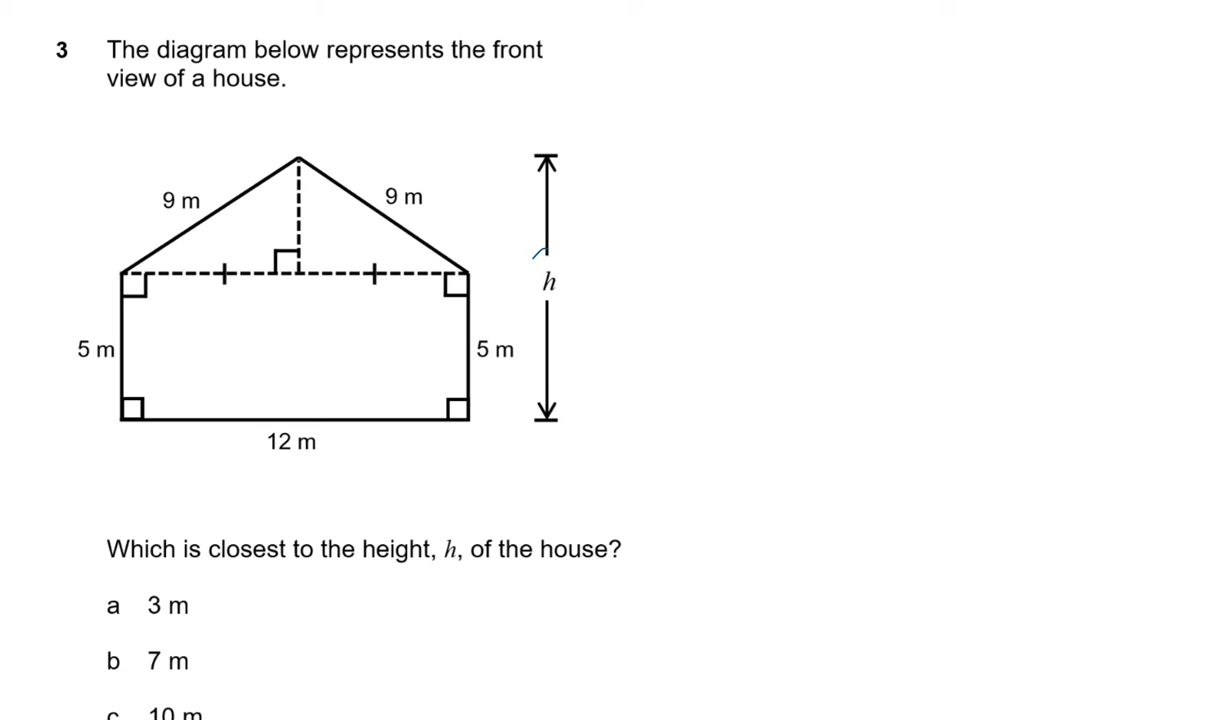 3 The diagram below represents the front
view of a house.
9 m
9 m
h
5 m
5 m
12 m
Which is closest to the height, h, of the house?
a 3 m
b 7 m
c 10 m